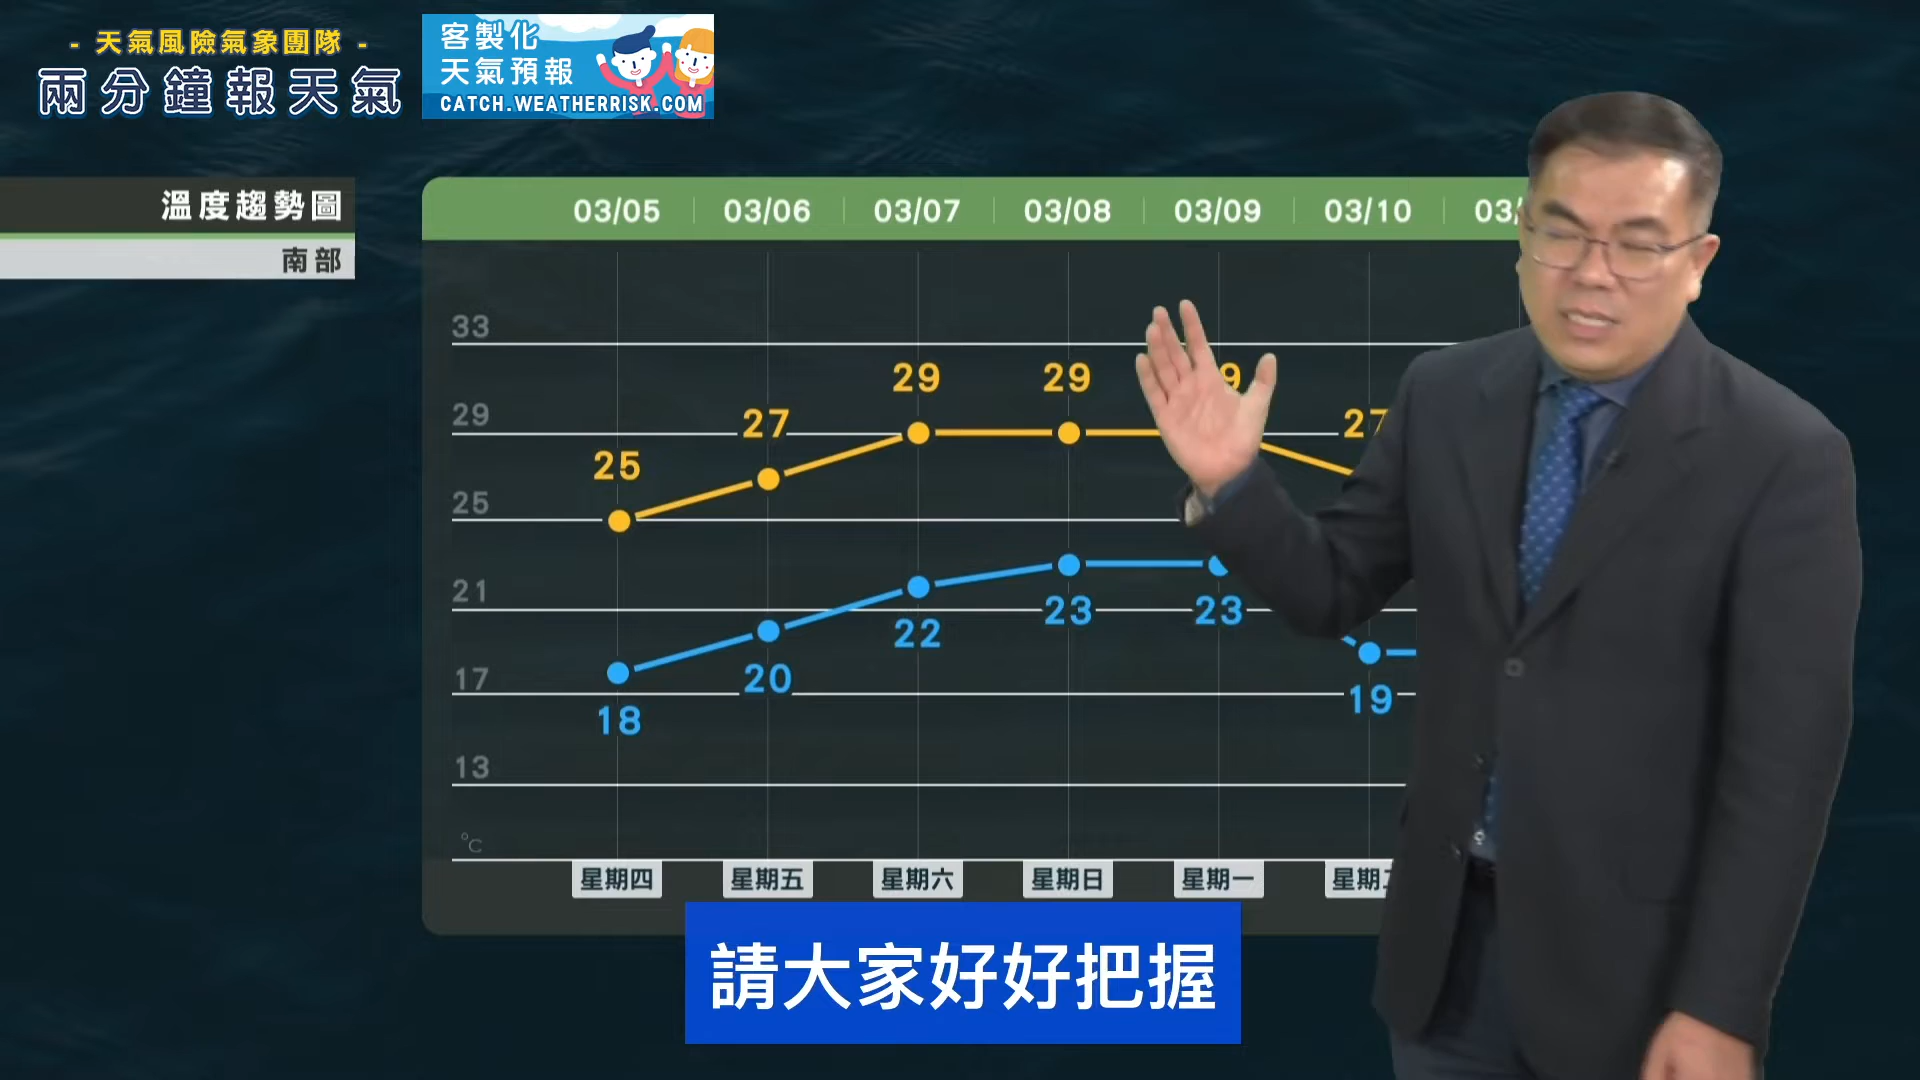 - 天氣風險氣象團隊 -
兩分鐘報天氣
客製化
天氣預報
CATCH.WEATHERRISK.COM
溫度趨勢圖
南部
03/05 03/06 03/07 03/08 03/09 03/10 03/
33
29 29
29
27 27
25
25
21
23 23
22
17
20
19
18
13
°C
星期四 星期五 星期六 星期日 星期一 星期
請大家好好把握